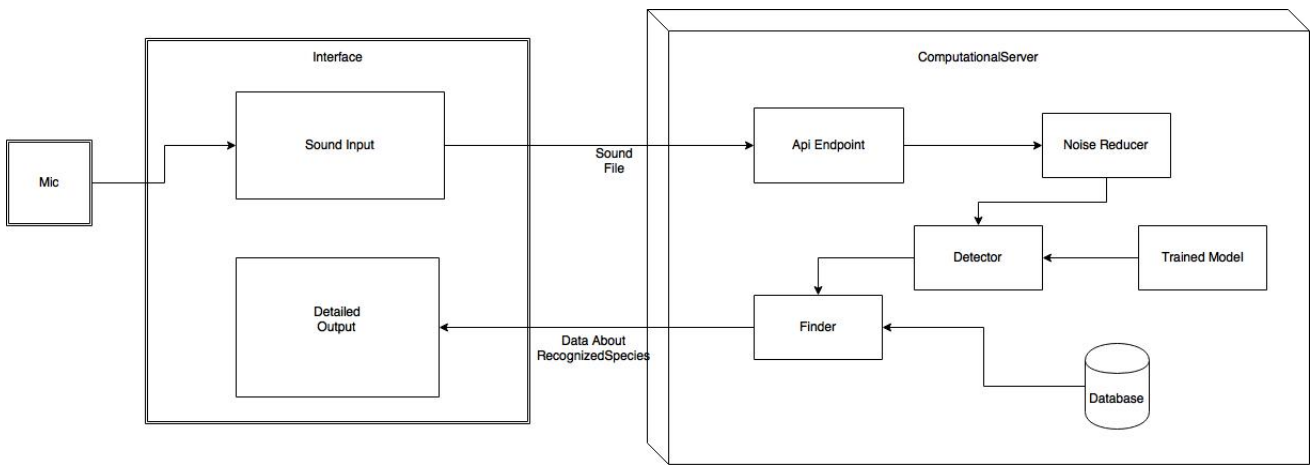 Interface
ComputationalServer
Sound Input
Api Endpoint
Noise Reducer
Sound
File
Mic
Detector
Trained Model
Detailed
Output
Finder
Data About
RecognizedSpecies
Database